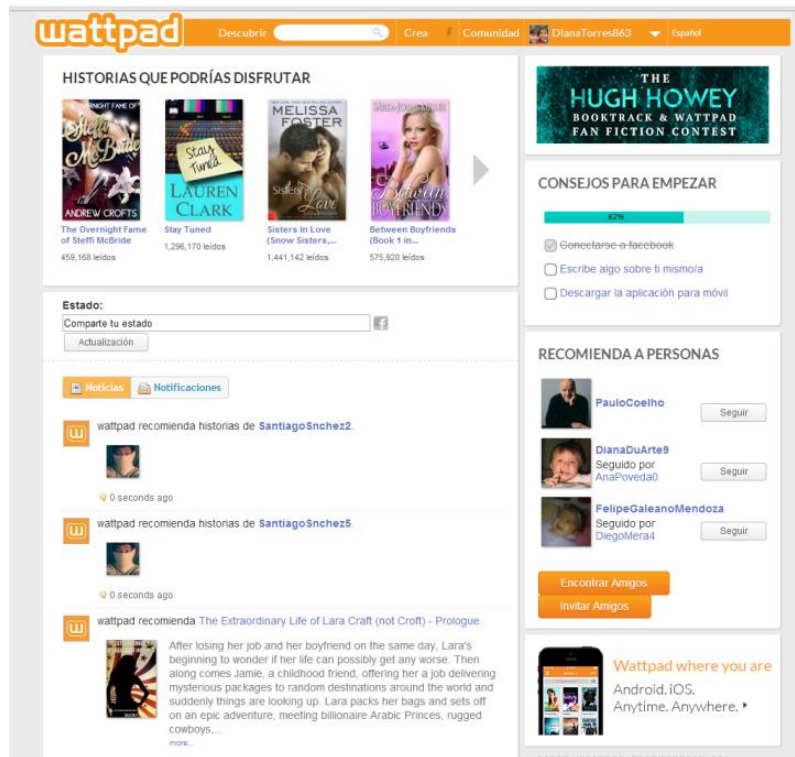 wattpad
Descubrir
Crea
Comunidad
DianaTorres863
Español
HISTORIAS QUE PODRÍAS DISFRUTAR
THE OVERNIGHT FAME OF
Steffi McBride
ANDREW CROFTS
Stay Tuned
LAUREN CLARK
MELISSA FOSTER
Sisters in Love
Between
BOYFRIENDS
The Overnight Fame of Steffi McBride
459,168 leídos
Stay Tuned
1,296,170 leídos
Sisters In Love (Snow Sisters,...
1,441,142 leídos
Between Boyfriends (Book 1 in...
575,920 leídos
THE
HUGH HOWEY
BOOKTRACK & WATTPAD
FAN FICTION CONTEST
CONSEJOS PARA EMPEZAR
62%
Conectarse a facebook
Escribe algo sobre ti mismo/a
Descargar la aplicación para móvil
Estado:
Comparte tu estado
Actualización
Noticias
Notificaciones
wattpad recomienda historias de SantiagoSnchez2.
0 seconds ago
wattpad recomienda historias de SantiagoSnchez5.
0 seconds ago
wattpad recomienda The Extraordinary Life of Lara Craft (not Croft) - Prologue.
After losing her job and her boyfriend on the same day, Lara's
beginning to wonder if her life can possibly get any worse. Then
along comes Jamie, a childhood friend, offering her a job delivering
mysterious packages to random destinations around the world and
suddenly things are looking up. Lara packs her bags and sets off
on an epic adventure, meeting billionaire Arabic Princes, rugged
cowboys,...
more...
RECOMIENDA A PERSONAS
PauloCoelho
Seguir
DianaDuArte9
Seguido por
AnaPoveda0
Seguir
FelipeGaleanoMendoza
Seguido por
DiegoMera4
Seguir
Encontrar Amigos
Invitar Amigos
Wattpad where you are
Android. iOS.
Anytime. Anywhere.